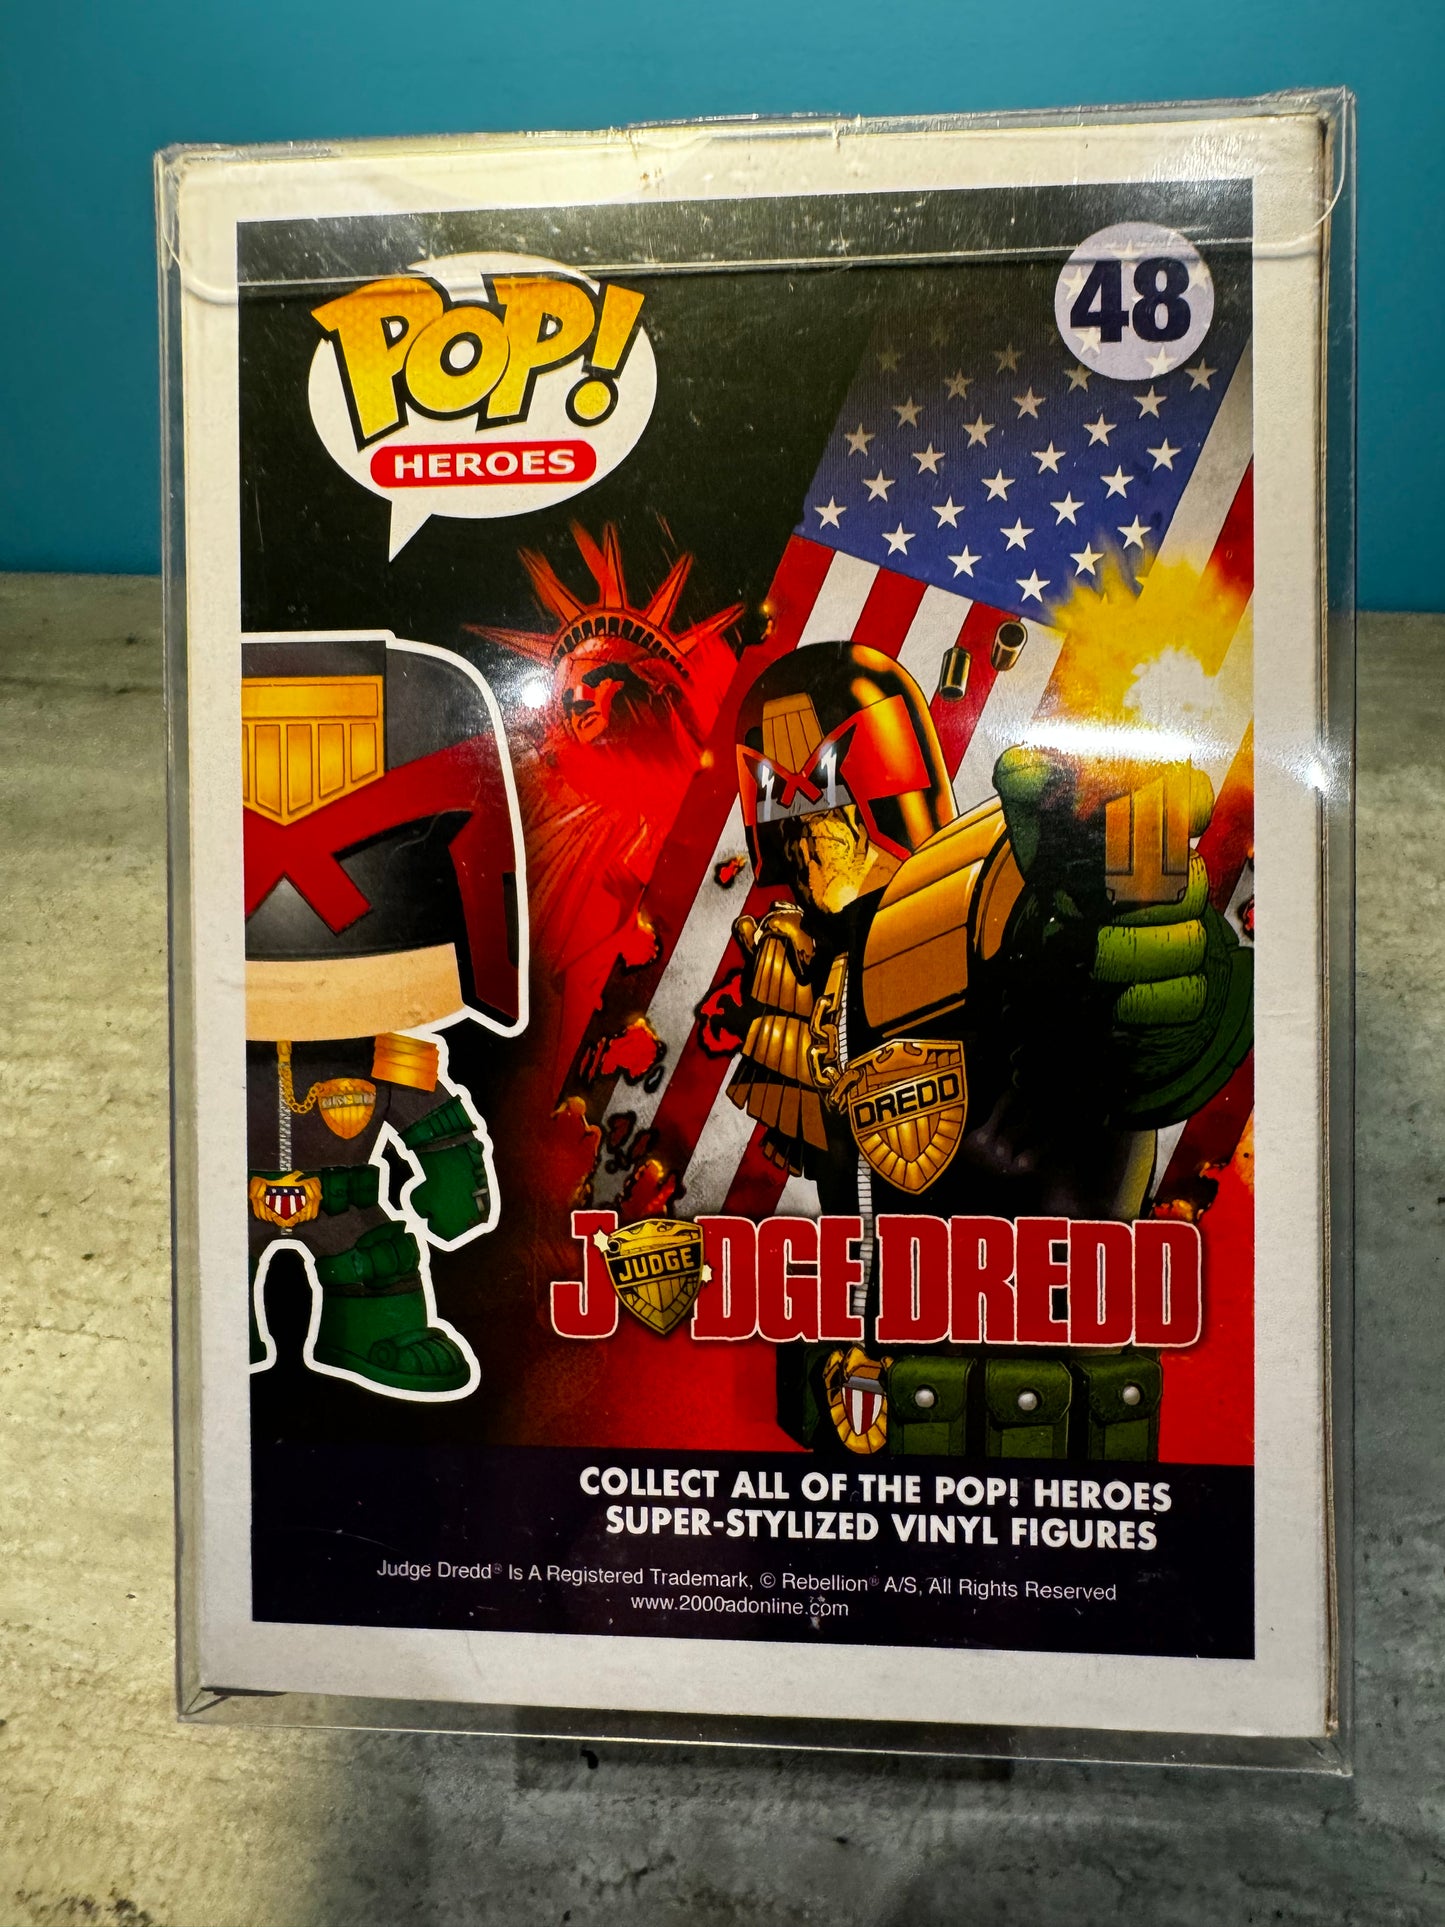 POP!
HEROES
48
DREDD
JUDGE
JUDGE DREDD
COLLECT ALL OF THE POP! HEROES
SUPER-STYLIZED VINYL FIGURES
Judge Dredd® Is A Registered Trademark, © Rebellion® A/S, All Rights Reserved
www.2000adonline.com